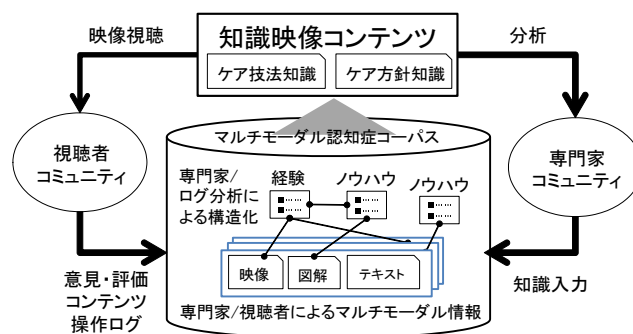 知識映像コンテンツ
ケア技法知識
ケア方針知識
映像視聴
分析
視聴者
コミュニティ
専門家
コミュニティ
マルチモーダル認知症コーパス
専門家/
ログ分析に
よる構造化
経験
ノウハウ
ノウハウ
映像
図解
テキスト
専門家/視聴者によるマルチモーダル情報
意見・評価
コンテンツ
操作ログ
知識入力